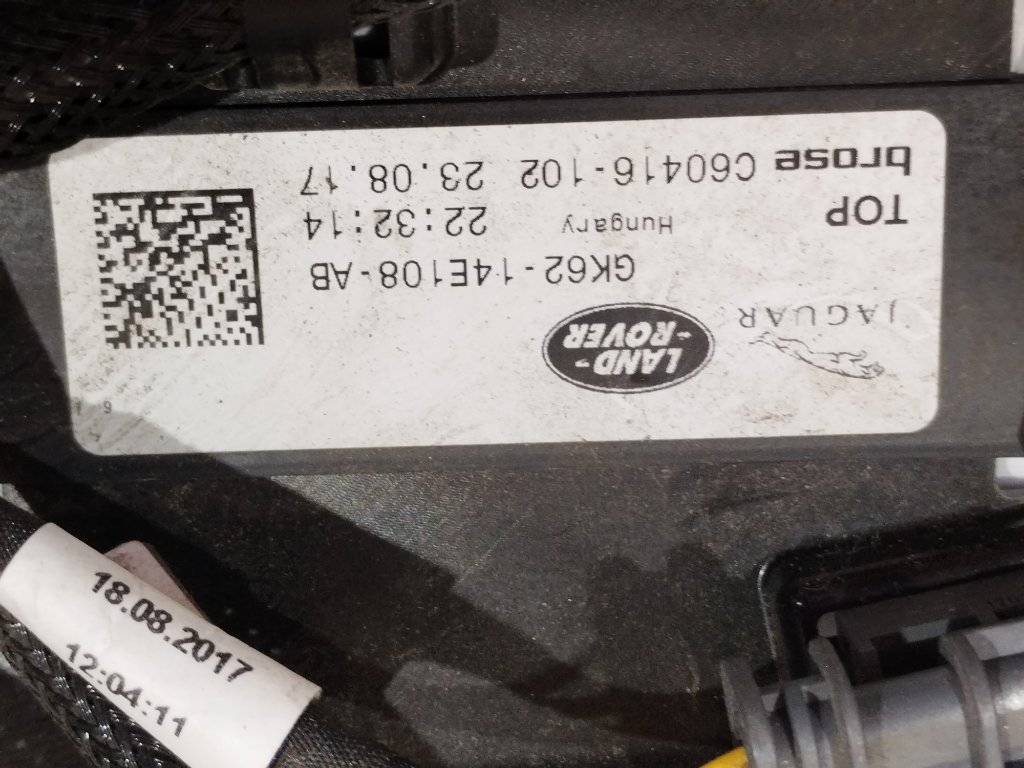 JAGUAR
LAND-
-ROVER
GK62-14E108-AB
TOP
Hungary
22:32:14
brose C60416-102 23.08.17
18.08.2017
12:04:11